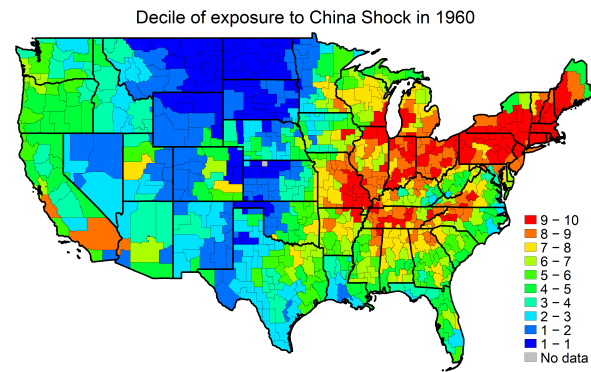 Decile of exposure to China Shock in 1960
9 − 10
8 − 9
7 − 8
6 − 7
5 − 6
4 − 5
3 − 4
2 − 3
1 − 2
1 − 1
No data